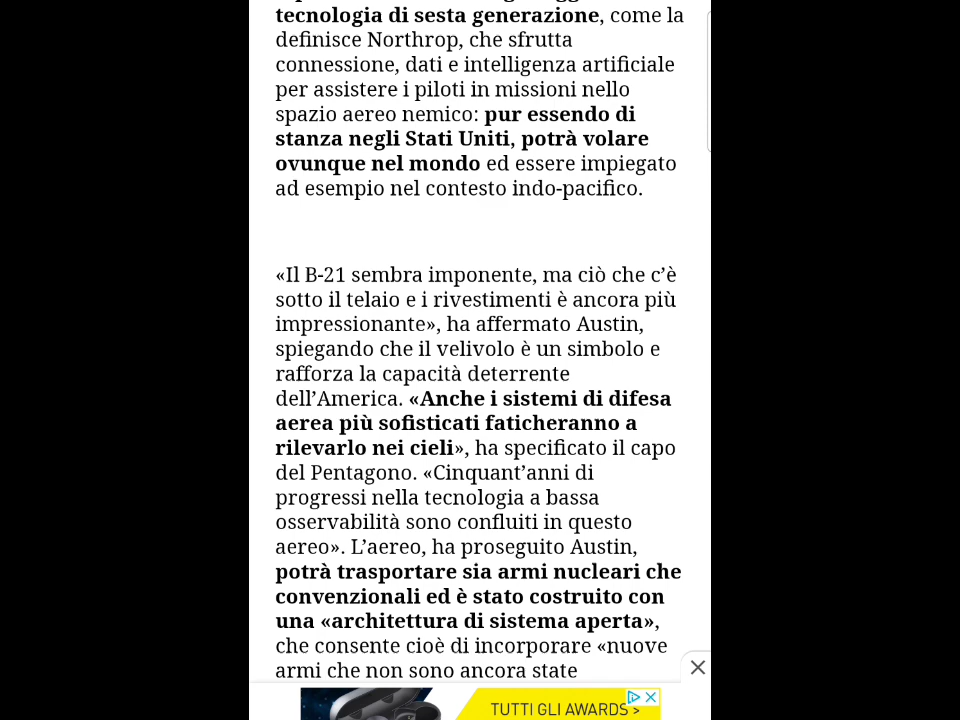 tecnologia di sesta generazione, come la
definisce Northrop, che sfrutta
connessione, dati e intelligenza artificiale
per assistere i piloti in missioni nello
spazio aereo nemico: pur essendo di
stanza negli Stati Uniti, potrà volare
ovunque nel mondo ed essere impiegato
ad esempio nel contesto indo-pacifico.
«Il B-21 sembra imponente, ma ciò che c’è
sotto il telaio e i rivestimenti è ancora più
impressionante», ha affermato Austin,
spiegando che il velivolo è un simbolo e
rafforza la capacità deterrente
dell’America. «Anche i sistemi di difesa
aerea più sofisticati faticheranno a
rilevarlo nei cieli», ha specificato il capo
del Pentagono. «Cinquant’anni di
progressi nella tecnologia a bassa
osservabilità sono confluiti in questo
aereo». L’aereo, ha proseguito Austin,
potrà trasportare sia armi nucleari che
convenzionali ed è stato costruito con
una «architettura di sistema aperta»,
che consente cioè di incorporare «nuove
armi che non sono ancora state
TUTTI GLI AWARDS >